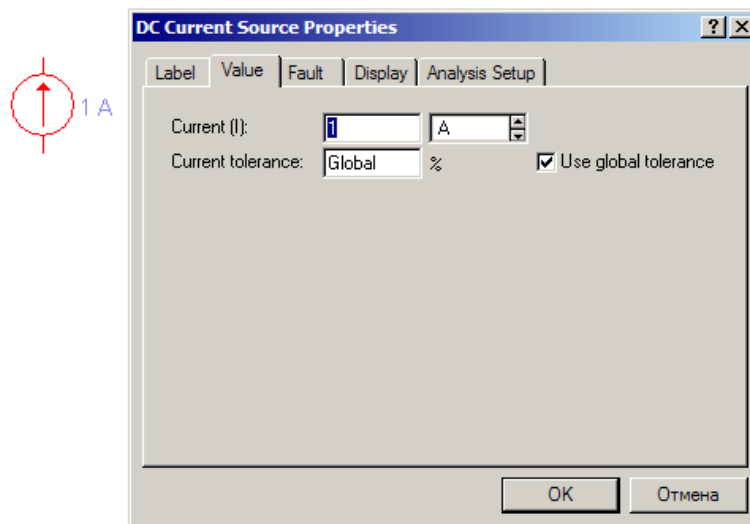 DC Current Source Properties
Label Value Fault Display Analysis Setup
1 A
Current (I): 1 A
Current tolerance: Global % Use global tolerance
OK Отмена